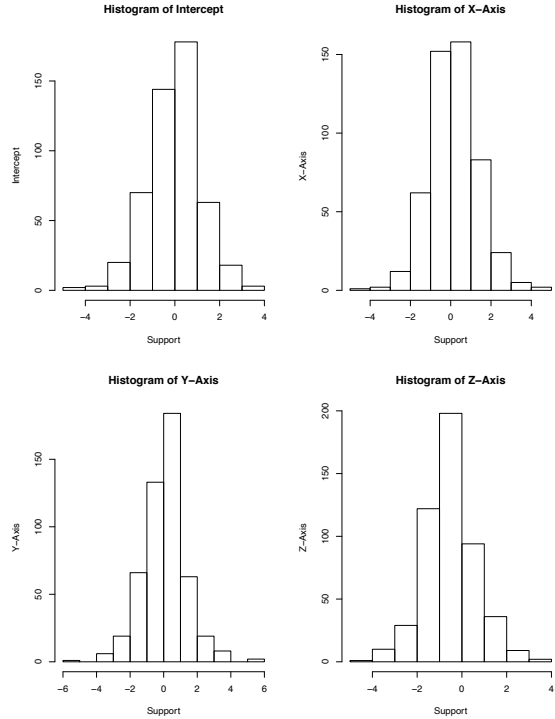 Histogram of Intercept
Intercept
0
50
100
150
−4 −2 0 2 4
Support
Histogram of X−Axis
X−Axis
0
50
100
150
−4 −2 0 2 4
Support
Histogram of Y−Axis
Y−Axis
0
50
100
150
−6 −4 −2 0 2 4 6
Support
Histogram of Z−Axis
Z−Axis
0
50
100
150
200
−4 −2 0 2 4
Support